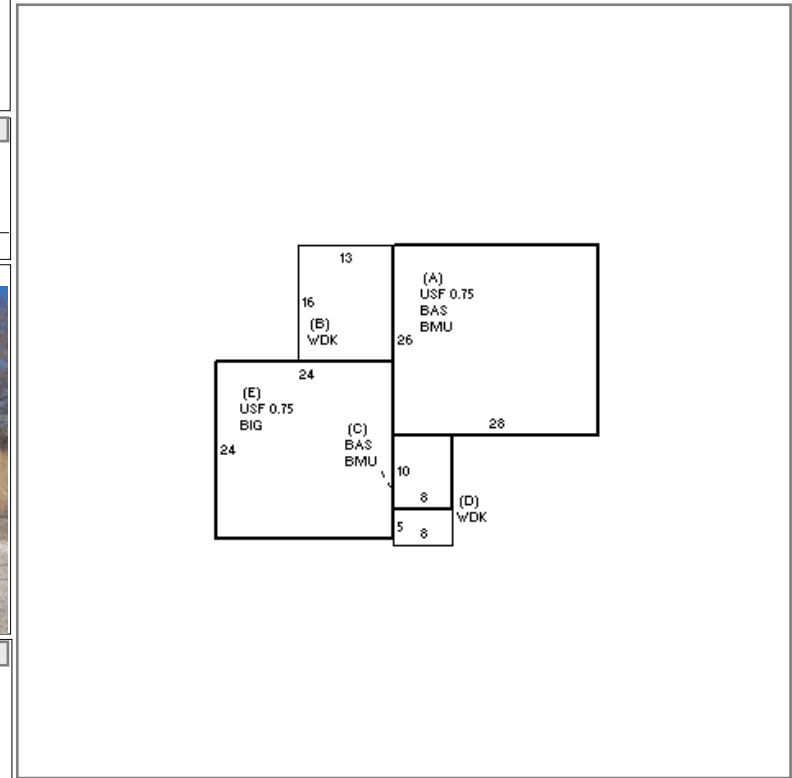 13
(A)
USF 0.75
BAS
BMU
16
(B)
WDK
26
24
(E)
USF 0.75
BIG
28
(C)
BAS
BMU
24
10
8
(D)
WDK
5
8